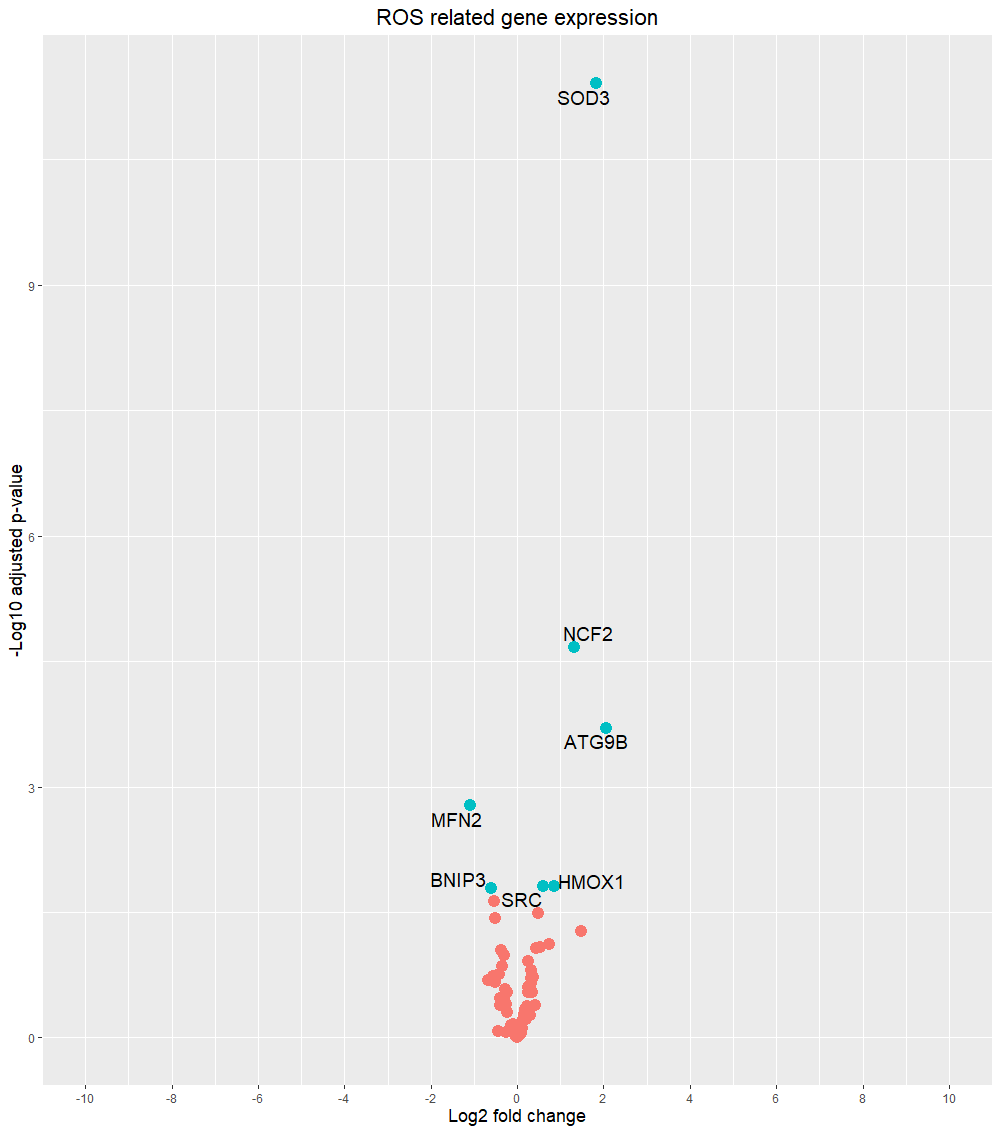 ROS related gene expression
SOD3
9
-Log10 adjusted p-value
6
NCF2
ATG9B
3
MFN2
BNIP3
HMOX1
SRC
0
-10 -8 -6 -4 -2 0 2 4 6 8 10
Log2 fold change